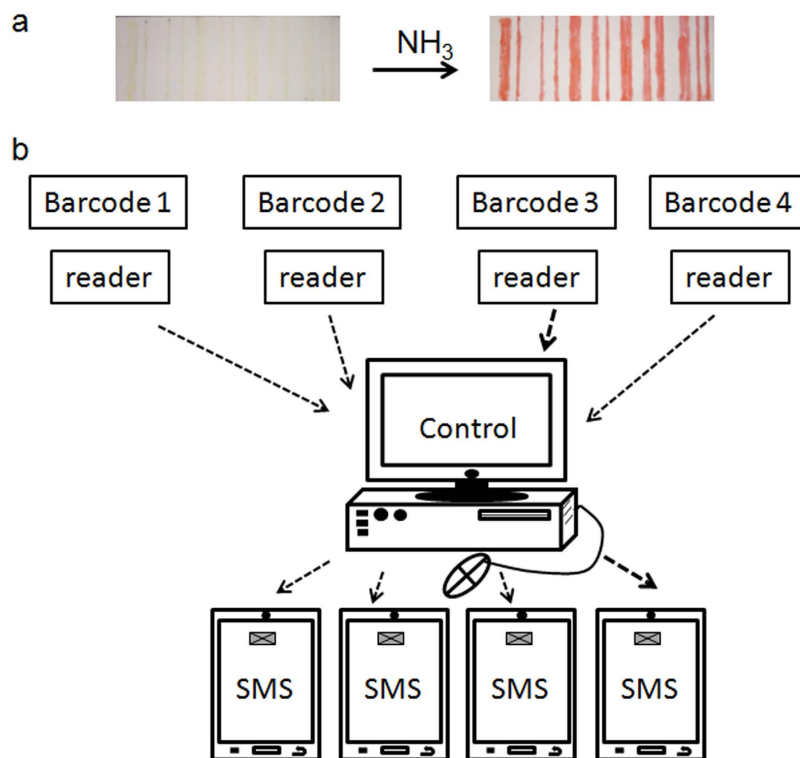 a
NH₃
b
Barcode 1
Barcode 2
Barcode 3
Barcode 4
reader
reader
reader
reader
Control
SMS
SMS
SMS
SMS